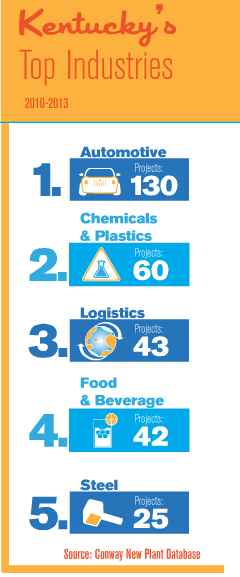 Kentucky's
Top Industries
2010-2013
Automotive
1.
Projects:
130
Chemicals
& Plastics
2.
Projects:
60
Logistics
3.
Projects:
43
Food
& Beverage
4.
Projects:
42
Steel
5.
Projects:
25
Source: Conway New Plant Database